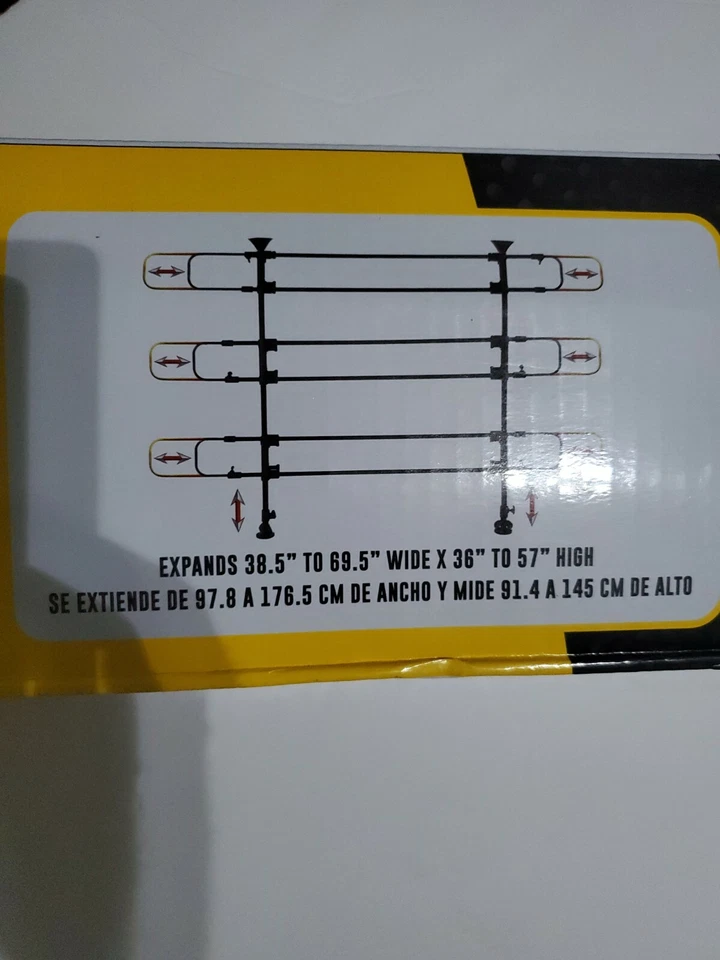 EXPANDS 38.5" TO 69.5" WIDE X 36" TO 57" HIGH
SE EXTIENDE DE 97.8 A 176.5 CM DE ANCHO Y MIDE 91.4 A 145 CM DE ALTO